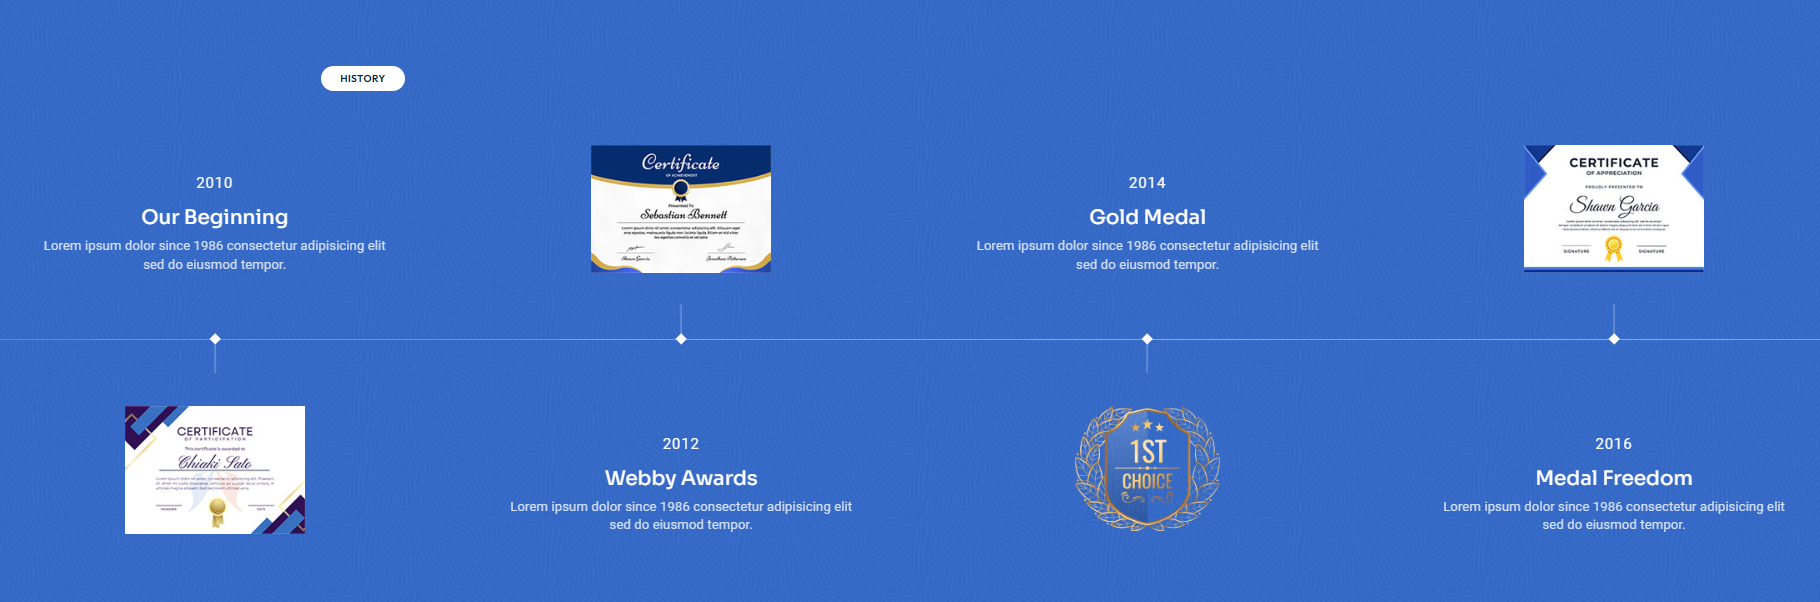 HISTORY
2010
Our Beginning
Lorem ipsum dolor since 1986 consectetur adipisicing elit
sed do eiusmod tempor.
CERTIFICATE
OF PARTICIPATION
This certificate is awarded to
Chiaki Sato
Certificate
OF ACHIEVEMENT
Presented To
Sebastian Bennett
Shawn Garcia
Jonathan Patterson
2012
Webby Awards
Lorem ipsum dolor since 1986 consectetur adipisicing elit
sed do eiusmod tempor.
2014
Gold Medal
Lorem ipsum dolor since 1986 consectetur adipisicing elit
sed do eiusmod tempor.
1ST
CHOICE
CERTIFICATE
OF APPRECIATION
PROUDLY PRESENTED TO
Shawn Garcia
SIGNATURE
SIGNATURE
2016
Medal Freedom
Lorem ipsum dolor since 1986 consectetur adipisicing elit
sed do eiusmod tempor.